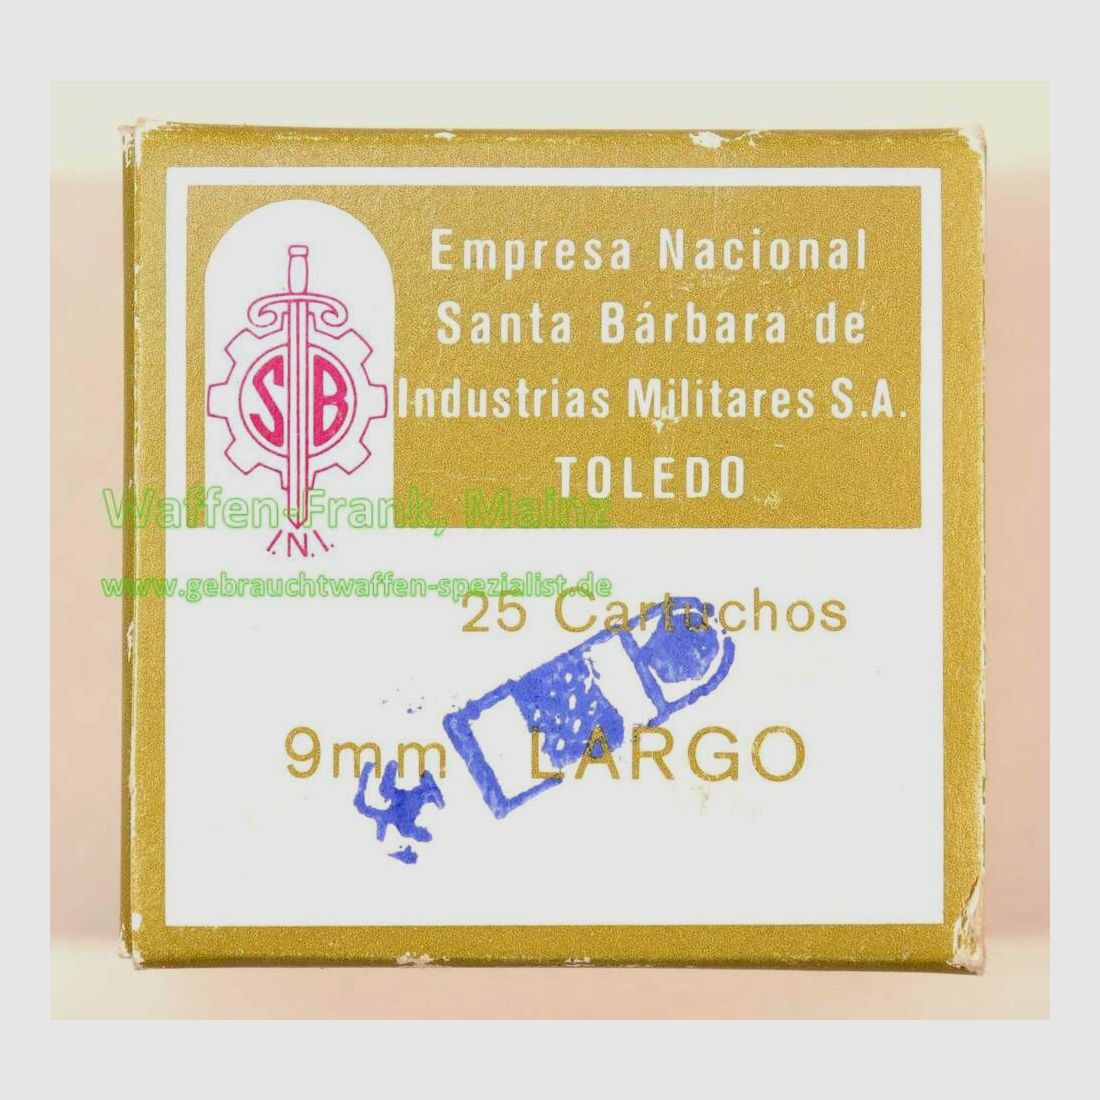 Empresa Nacional
Santa Bárbara de
Industrias Militares S.A.
TOLEDO
SB
I.N.I.
Waffen-Frank, Mainz
www.gebrauchtwaffen-spezialist.de
25 Cartuchos
9mm LARGO